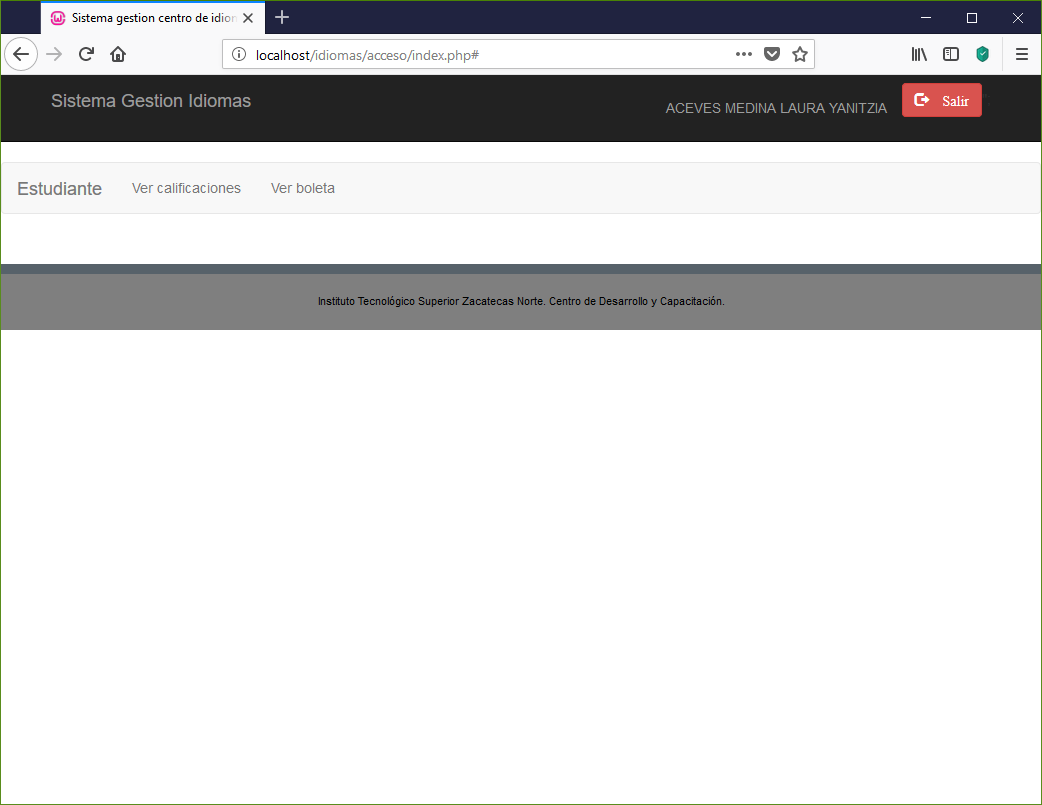 Sistema gestion centro de idion
localhost/idiomas/acceso/index.php#
Sistema Gestion Idiomas
ACEVES MEDINA LAURA YANITZIA
Salir
Estudiante Ver calificaciones Ver boleta
Instituto Tecnológico Superior Zacatecas Norte. Centro de Desarrollo y Capacitación.